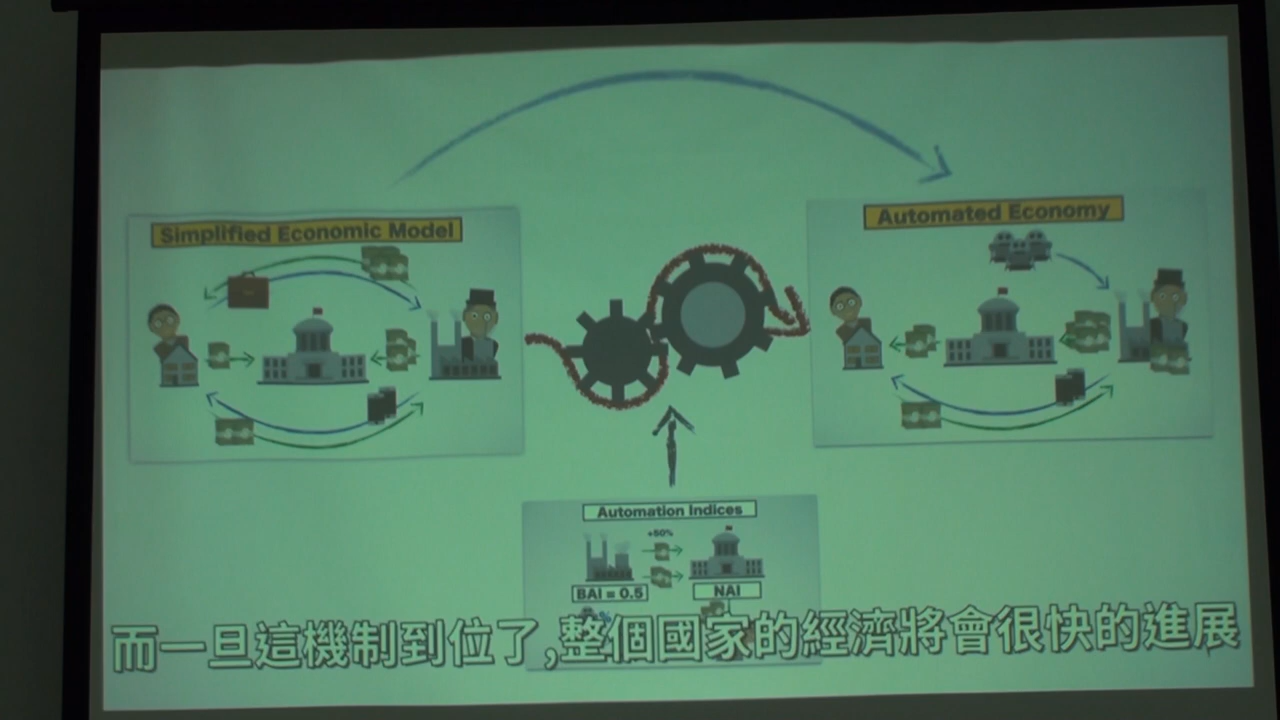 Simplified Economic Model
Automated Economy
Automation Indices
+50%
BAI = 0.5
NAI
而一旦這機制到位了,整個國家的經濟將會很快的進展